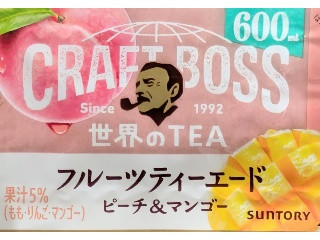 600ml
CRAFT BOSS
Since 1992
世界のTEA
フルーツティーエード
ピーチ&マンゴー
果汁5%
(もも・りんご・マンゴー)
SUNTORY